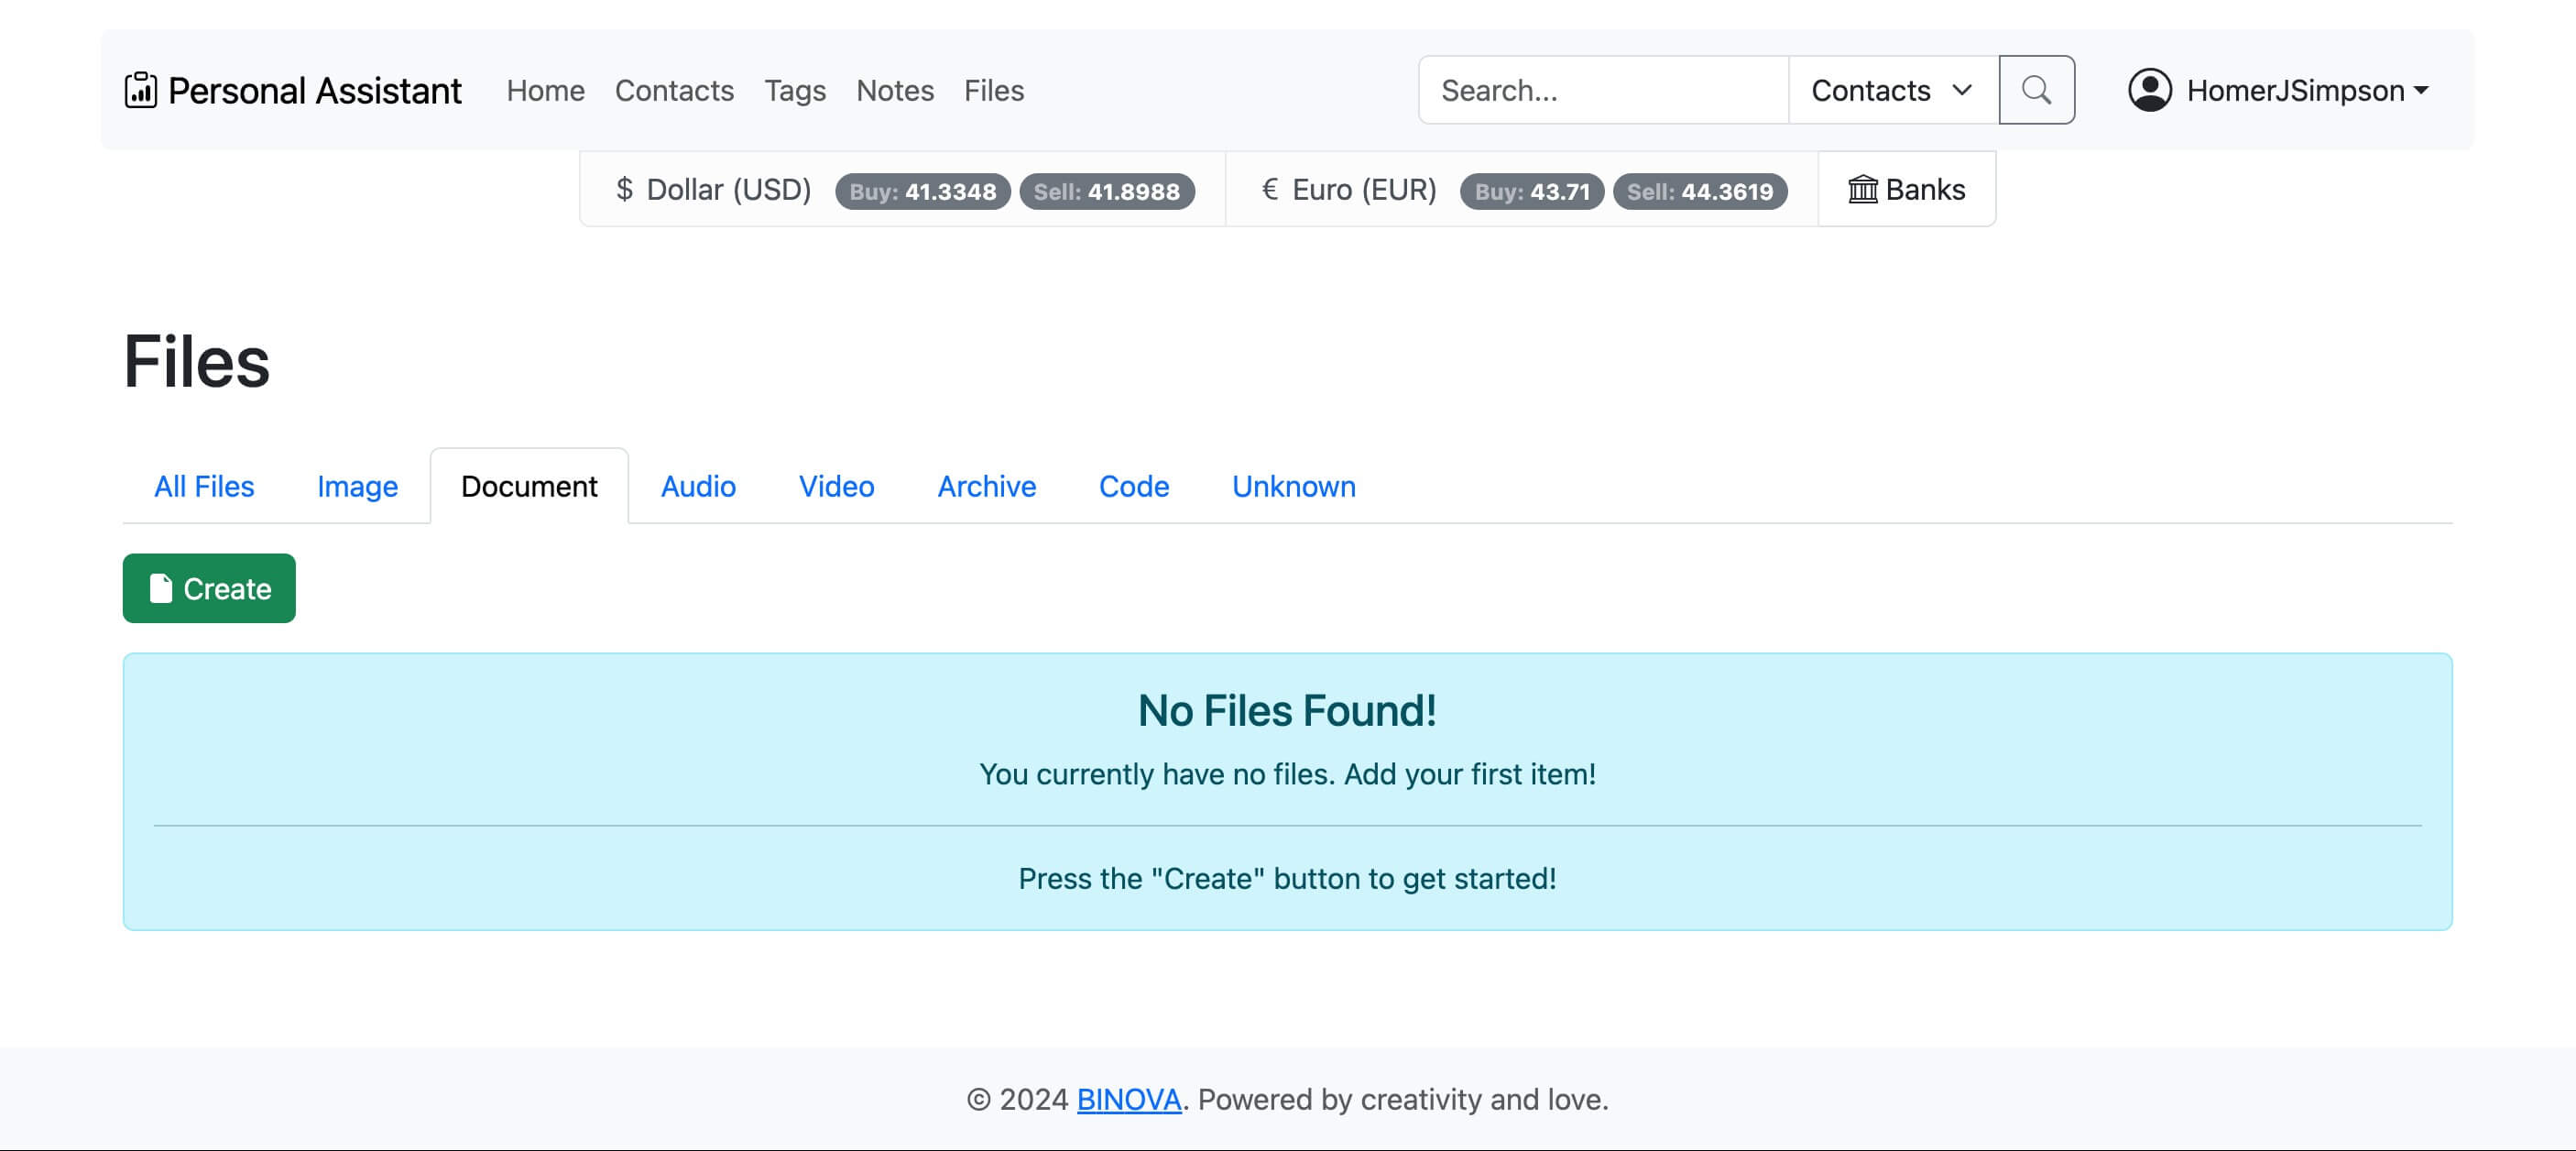 Personal Assistant Home Contacts Tags Notes Files Search... Contacts HomerJSimpson
$ Dollar (USD) Buy: 41.3348 Sell: 41.8988 € Euro (EUR) Buy: 43.71 Sell: 44.3619 Banks
Files
All Files Image Document Audio Video Archive Code Unknown
Create
No Files Found!
You currently have no files. Add your first item!
Press the "Create" button to get started!
© 2024 BINOVA. Powered by creativity and love.